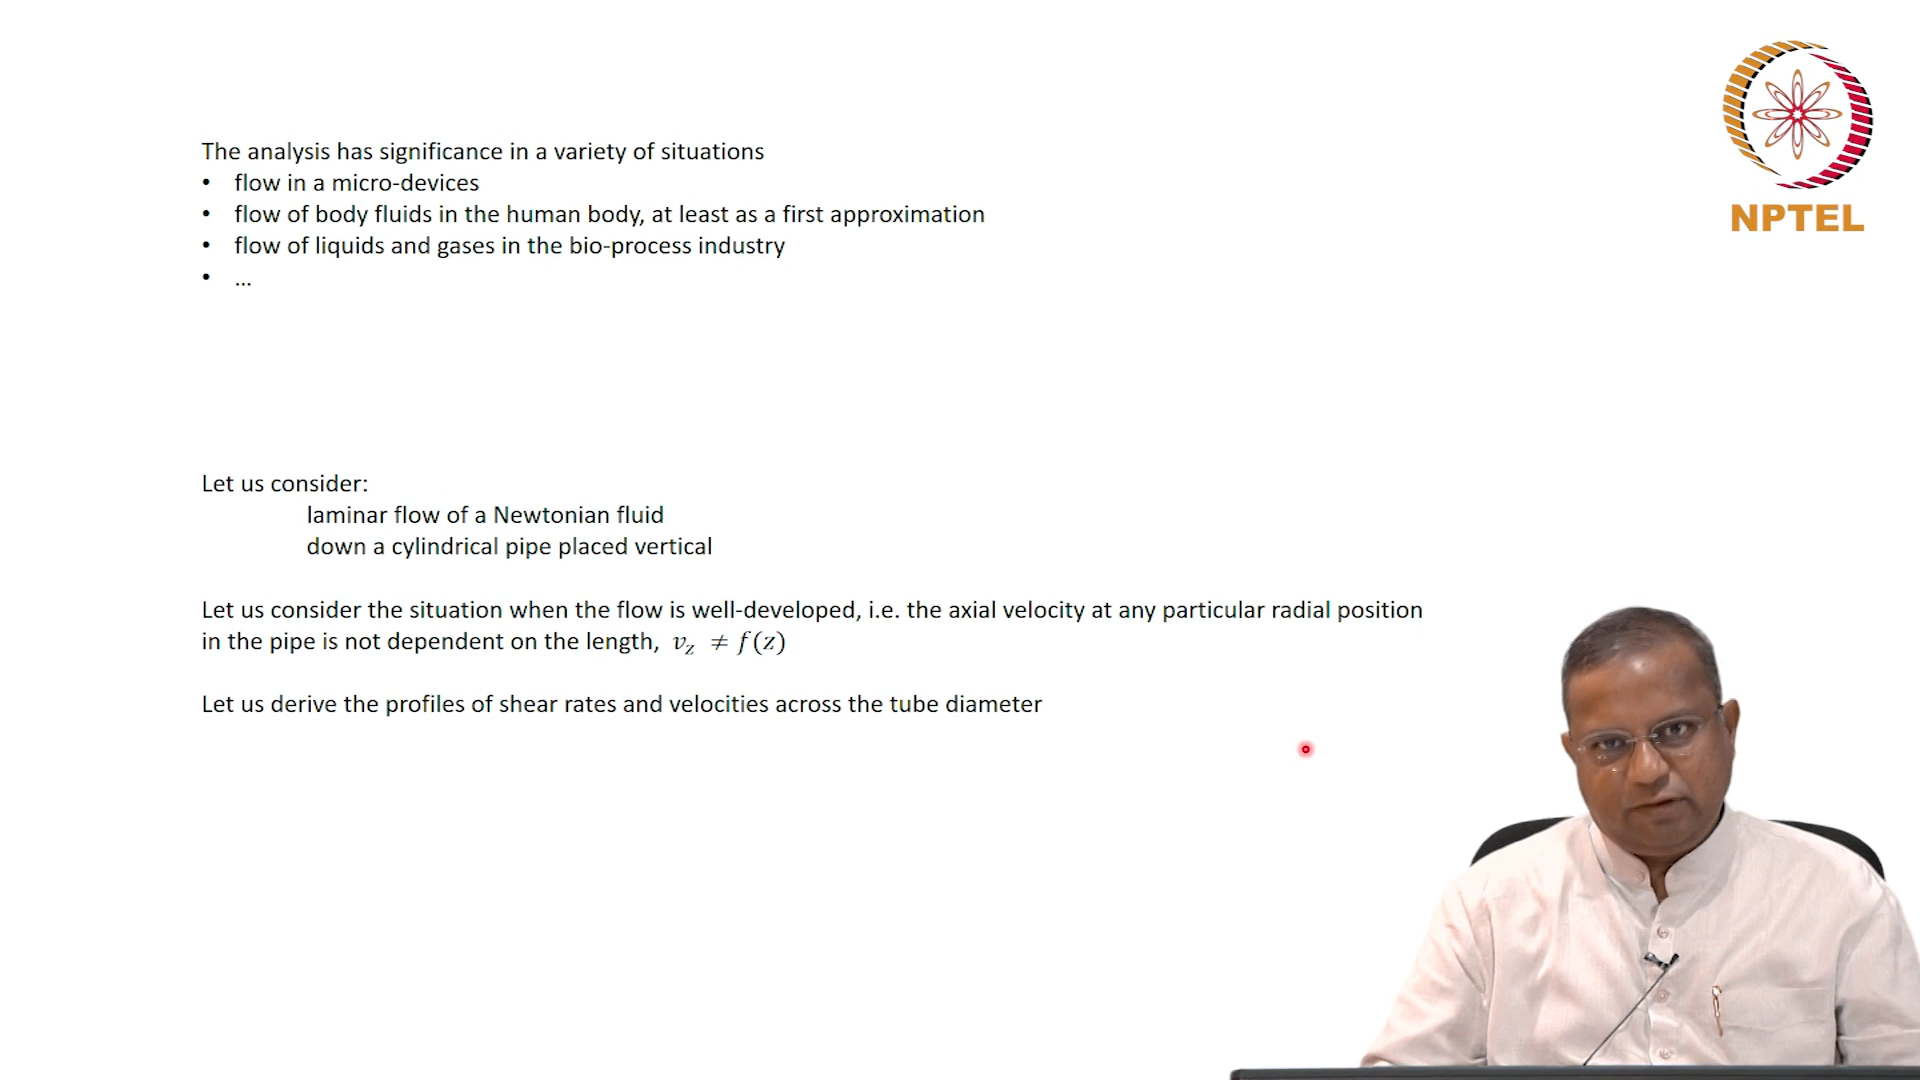 The analysis has significance in a variety of situations
• flow in a micro-devices
• flow of body fluids in the human body, at least as a first approximation
• flow of liquids and gases in the bio-process industry
• ...
NPTEL
Let us consider:
laminar flow of a Newtonian fluid
down a cylindrical pipe placed vertical
Let us consider the situation when the flow is well-developed, i.e. the axial velocity at any particular radial position
in the pipe is not dependent on the length, v_z ≠ f(z)
Let us derive the profiles of shear rates and velocities across the tube diameter